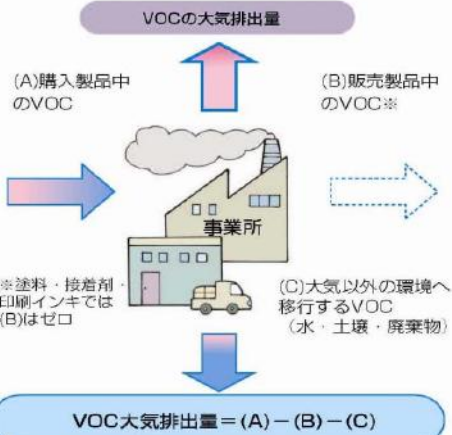 VOCの大気排出量
(A)購入製品中
のVOC
(B)販売製品中
のVOC※
事業所
※塗料・接着剤・
印刷インキでは
(B)はゼロ
(C)大気以外の環境へ
移行するVOC
(水・土壌・廃棄物)
VOC大気排出量=(A)-(B)-(C)